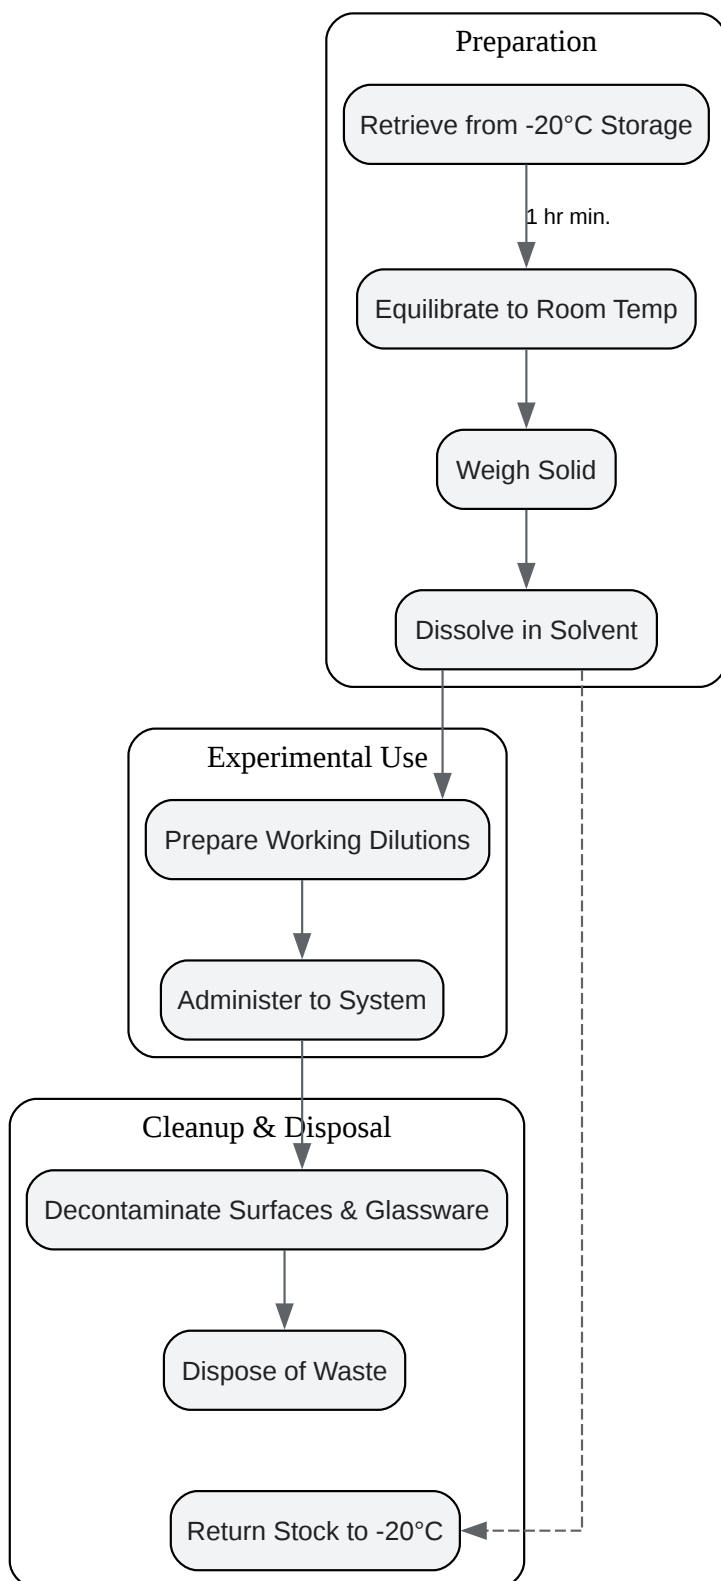 Preparation
Retrieve from -20°C Storage
1 hr min.
Equilibrate to Room Temp
Weigh Solid
Dissolve in Solvent
Experimental Use
Prepare Working Dilutions
Administer to System
Cleanup & Disposal
Decontaminate Surfaces & Glassware
Dispose of Waste
Return Stock to -20°C